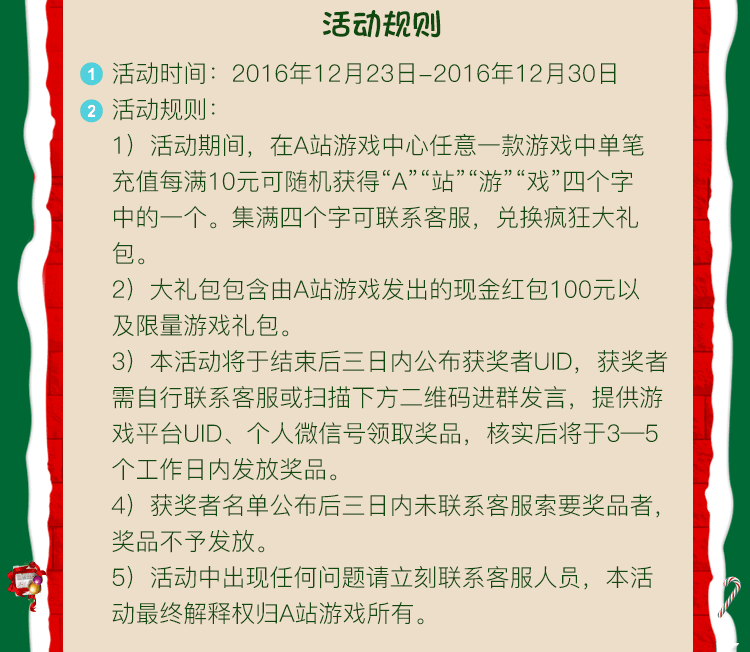 活动规则
1 活动时间：2016年12月23日-2016年12月30日
2 活动规则：
1）活动期间，在A站游戏中心任意一款游戏中单笔
充值每满10元可随机获得“A”“站”“游”“戏”四个字
中的一个。集满四个字可联系客服，兑换疯狂大礼
包。
2）大礼包包含由A站游戏发出的现金红包100元以
及限量游戏礼包。
3）本活动将于结束后三日内公布获奖者UID，获奖者
需自行联系客服或扫描下方二维码进群发言，提供游
戏平台UID、个人微信号领取奖品，核实后将于3—5
个工作日内发放奖品。
4）获奖者名单公布后三日内未联系客服索要奖品者，
奖品不予发放。
5）活动中出现任何问题请立刻联系客服人员，本活
动最终解释权归A站游戏所有。